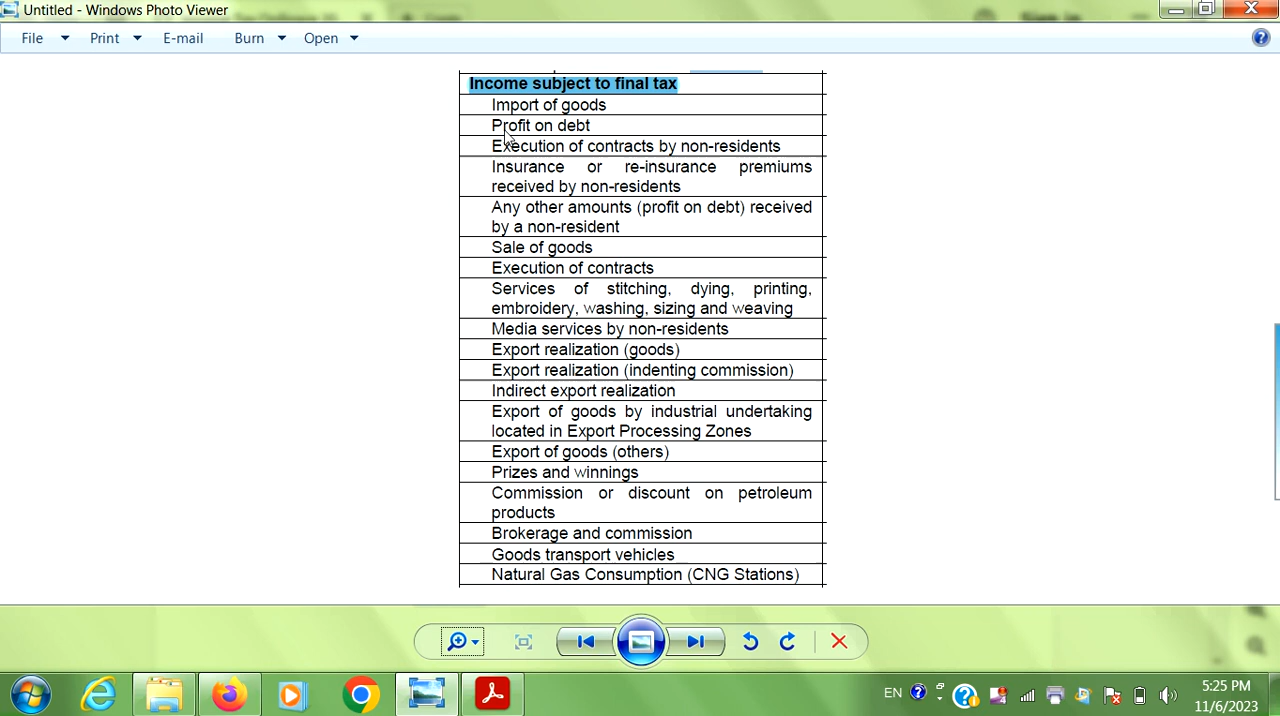 Untitled - Windows Photo Viewer
File Print E-mail Burn Open
Income subject to final tax
Import of goods
Profit on debt
Execution of contracts by non-residents
Insurance or re-insurance premiums
received by non-residents
Any other amounts (profit on debt) received
by a non-resident
Sale of goods
Execution of contracts
Services of stitching, dying, printing,
embroidery, washing, sizing and weaving
Media services by non-residents
Export realization (goods)
Export realization (indenting commission)
Indirect export realization
Export of goods by industrial undertaking
located in Export Processing Zones
Export of goods (others)
Prizes and winnings
Commission or discount on petroleum
products
Brokerage and commission
Goods transport vehicles
Natural Gas Consumption (CNG Stations)
EN
5:25 PM
11/6/2023